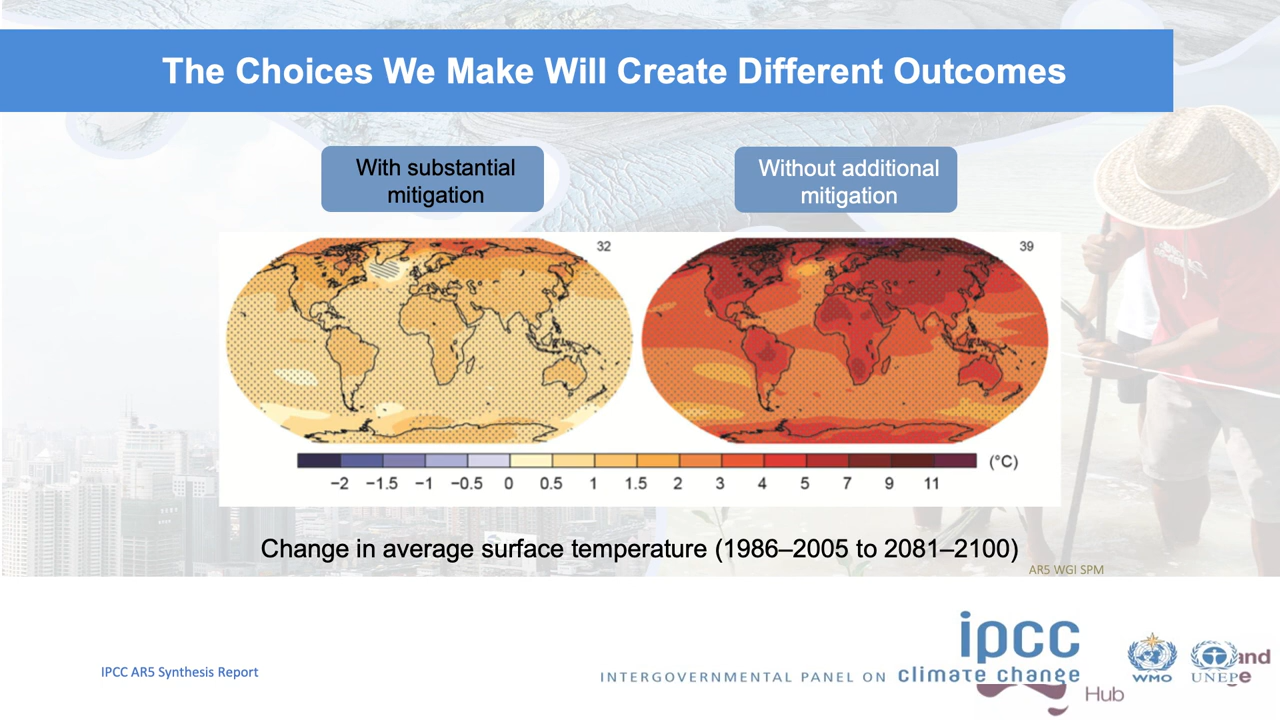 The Choices We Make Will Create Different Outcomes
With substantial
mitigation
Without additional
mitigation
32
39
−2 −1.5 −1 −0.5 0 0.5 1 1.5 2 3 4 5 7 9 11 (°C)
Change in average surface temperature (1986–2005 to 2081–2100)
AR5 WGI SPM
IPCC AR5 Synthesis Report
ipcc
INTERGOVERNMENTAL PANEL ON climate change
WMO
UNEP
and
e
Hub